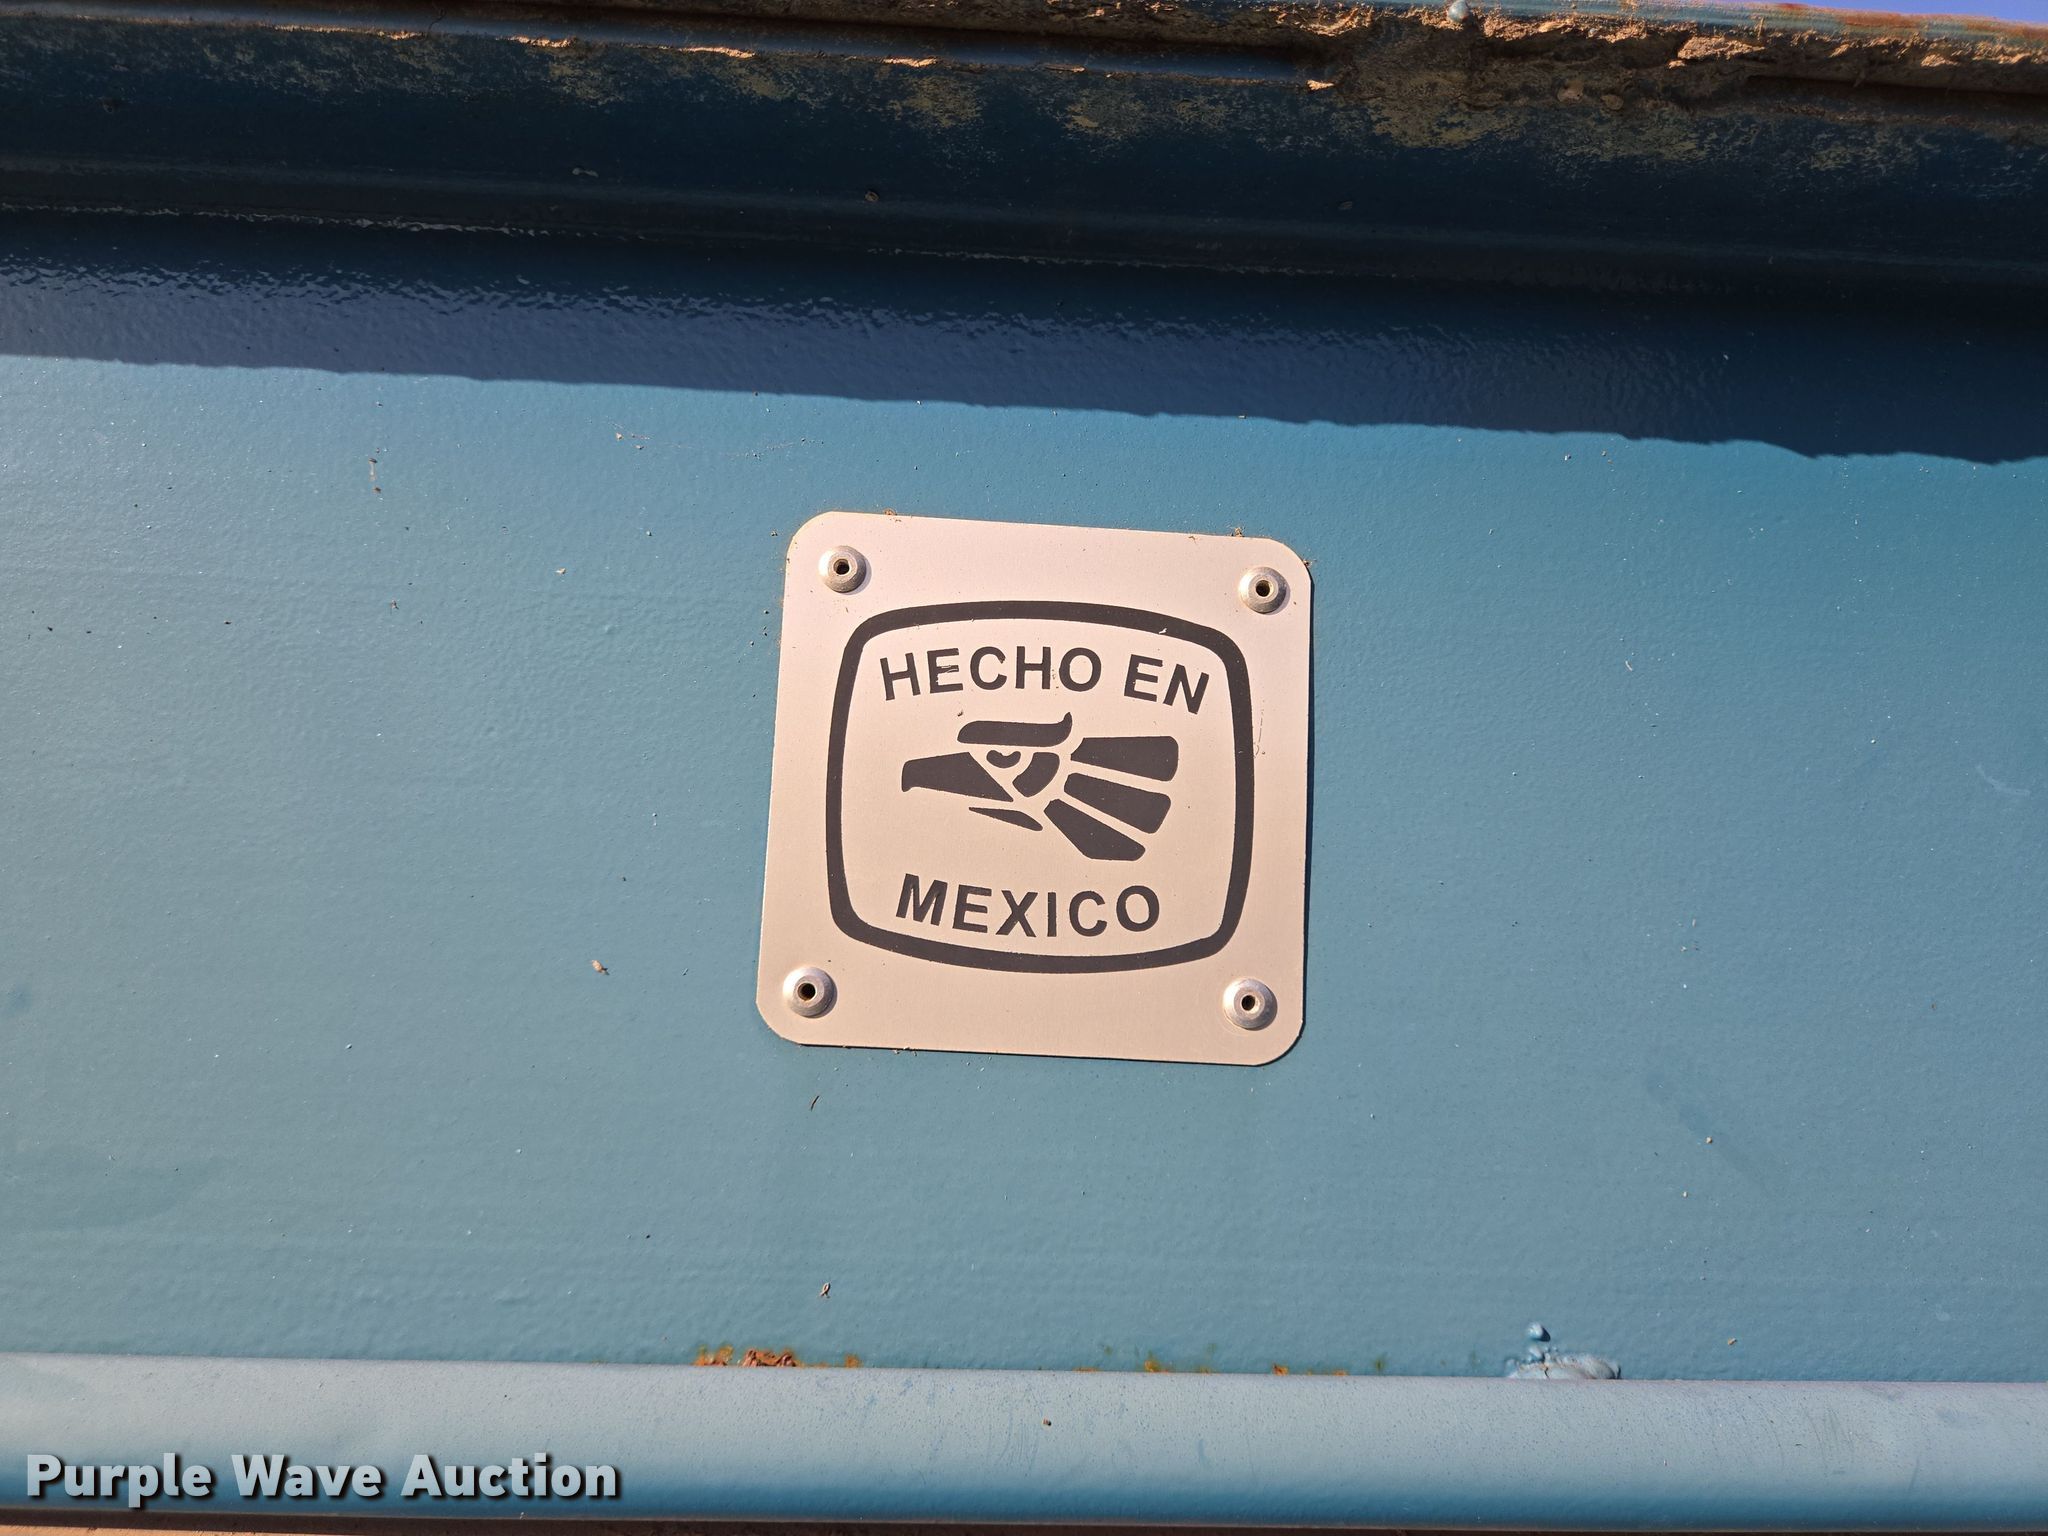 HECHO EN
MEXICO
Purple Wave Auction